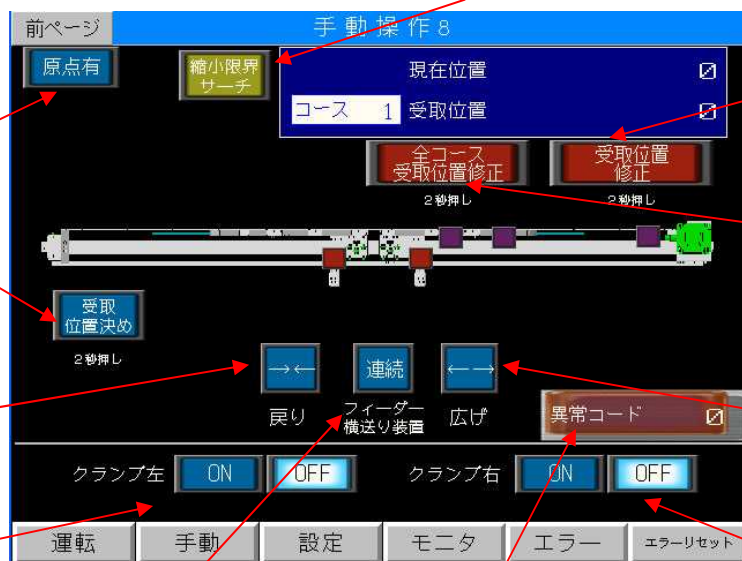 前ページ
手動操作8
原点有
縮小限界
サーチ
現在位置 0
コース 1 受取位置 0
全コース
受取位置修正
受取位置
修正
2秒押し
2秒押し
受取
位置決め
2秒押し
→← 連続 ←→
戻り フィーダー
横送り装置 広げ
異常コード 0
クランプ左 ON OFF クランプ右 ON OFF
運転 手動 設定 モニタ エラー エラーリセット